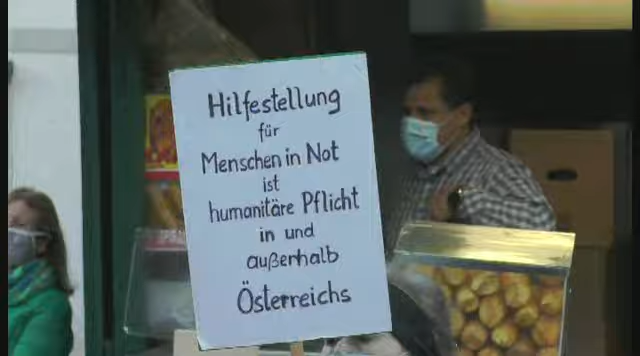 Hilfestellung
für
Menschen in Not
ist
humanitäre Pflicht
in und
außerhalb
Österreichs